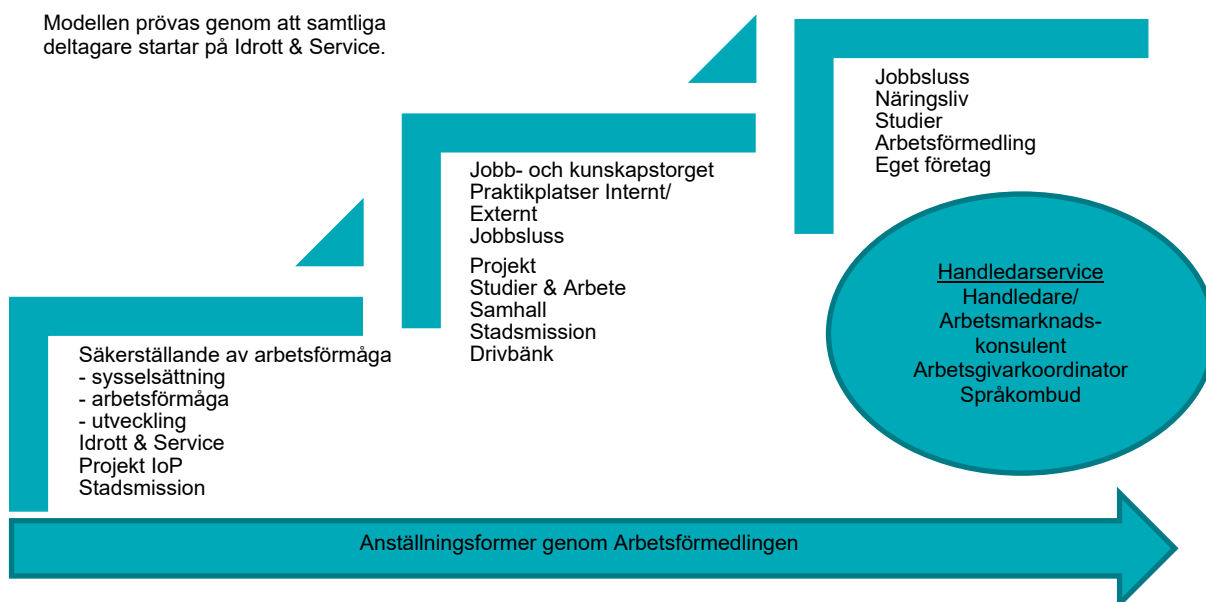 Modellen prövas genom att samtliga
deltagare startar på Idrott & Service.
Säkerställande av arbetsförmåga
- sysselsättning
- arbetsförmåga
- utveckling
Idrott & Service
Projekt IoP
Stadsmission
Jobb- och kunskapstorget
Praktikplatser Internt/
Externt
Jobbsluss
Projekt
Studier & Arbete
Samhall
Stadsmission
Drivbänk
Jobbsluss
Näringsliv
Studier
Arbetsförmedling
Eget företag
Handledarservice
Handledare/
Arbetsmarknads-
konsulent
Arbetsgivarkoordinator
Språkombud
Anställningsformer genom Arbetsförmedlingen